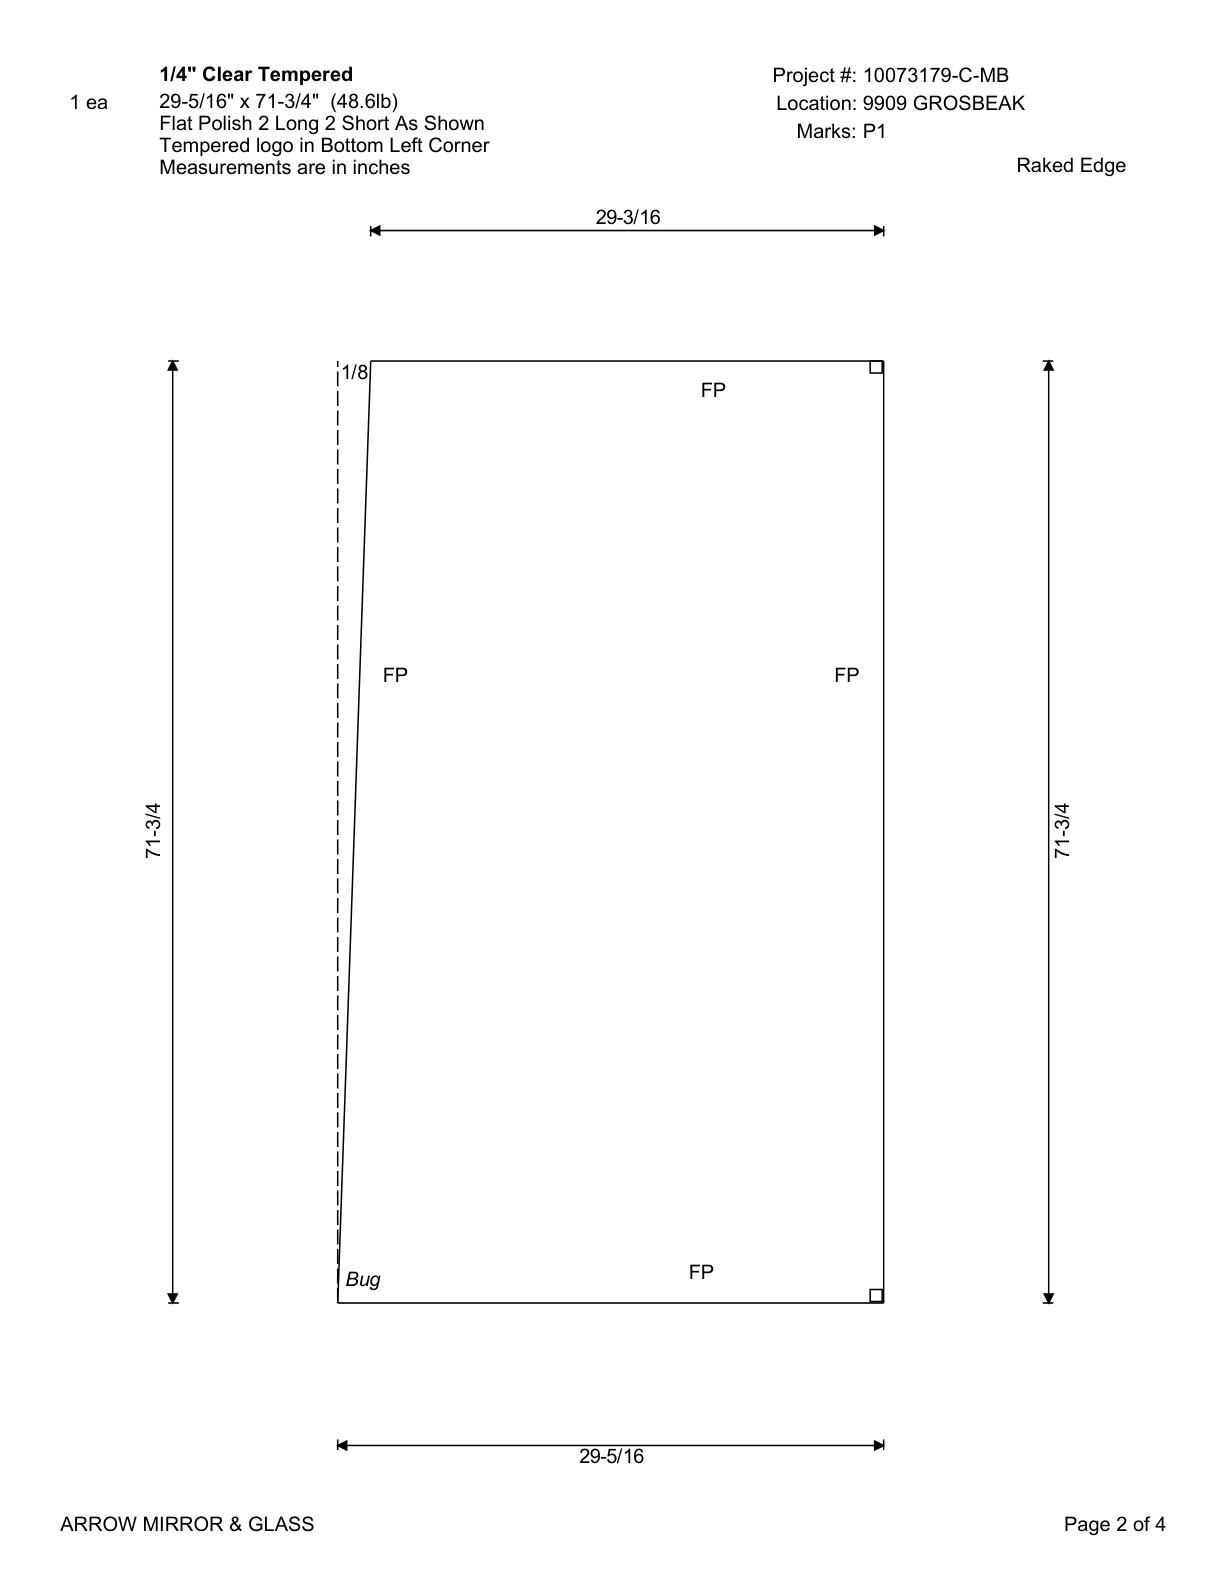 1/4" Clear Tempered
1 ea
29-5/16" x 71-3/4" (48.6lb)
Flat Polish 2 Long 2 Short As Shown
Tempered logo in Bottom Left Corner
Measurements are in inches
Project #: 10073179-C-MB
Location: 9909 GROSBEAK
Marks: P1
Raked Edge
29-3/16
1/8
FP
FP
FP
71-3/4
71-3/4
Bug
FP
29-5/16
ARROW MIRROR & GLASS
Page 2 of 4